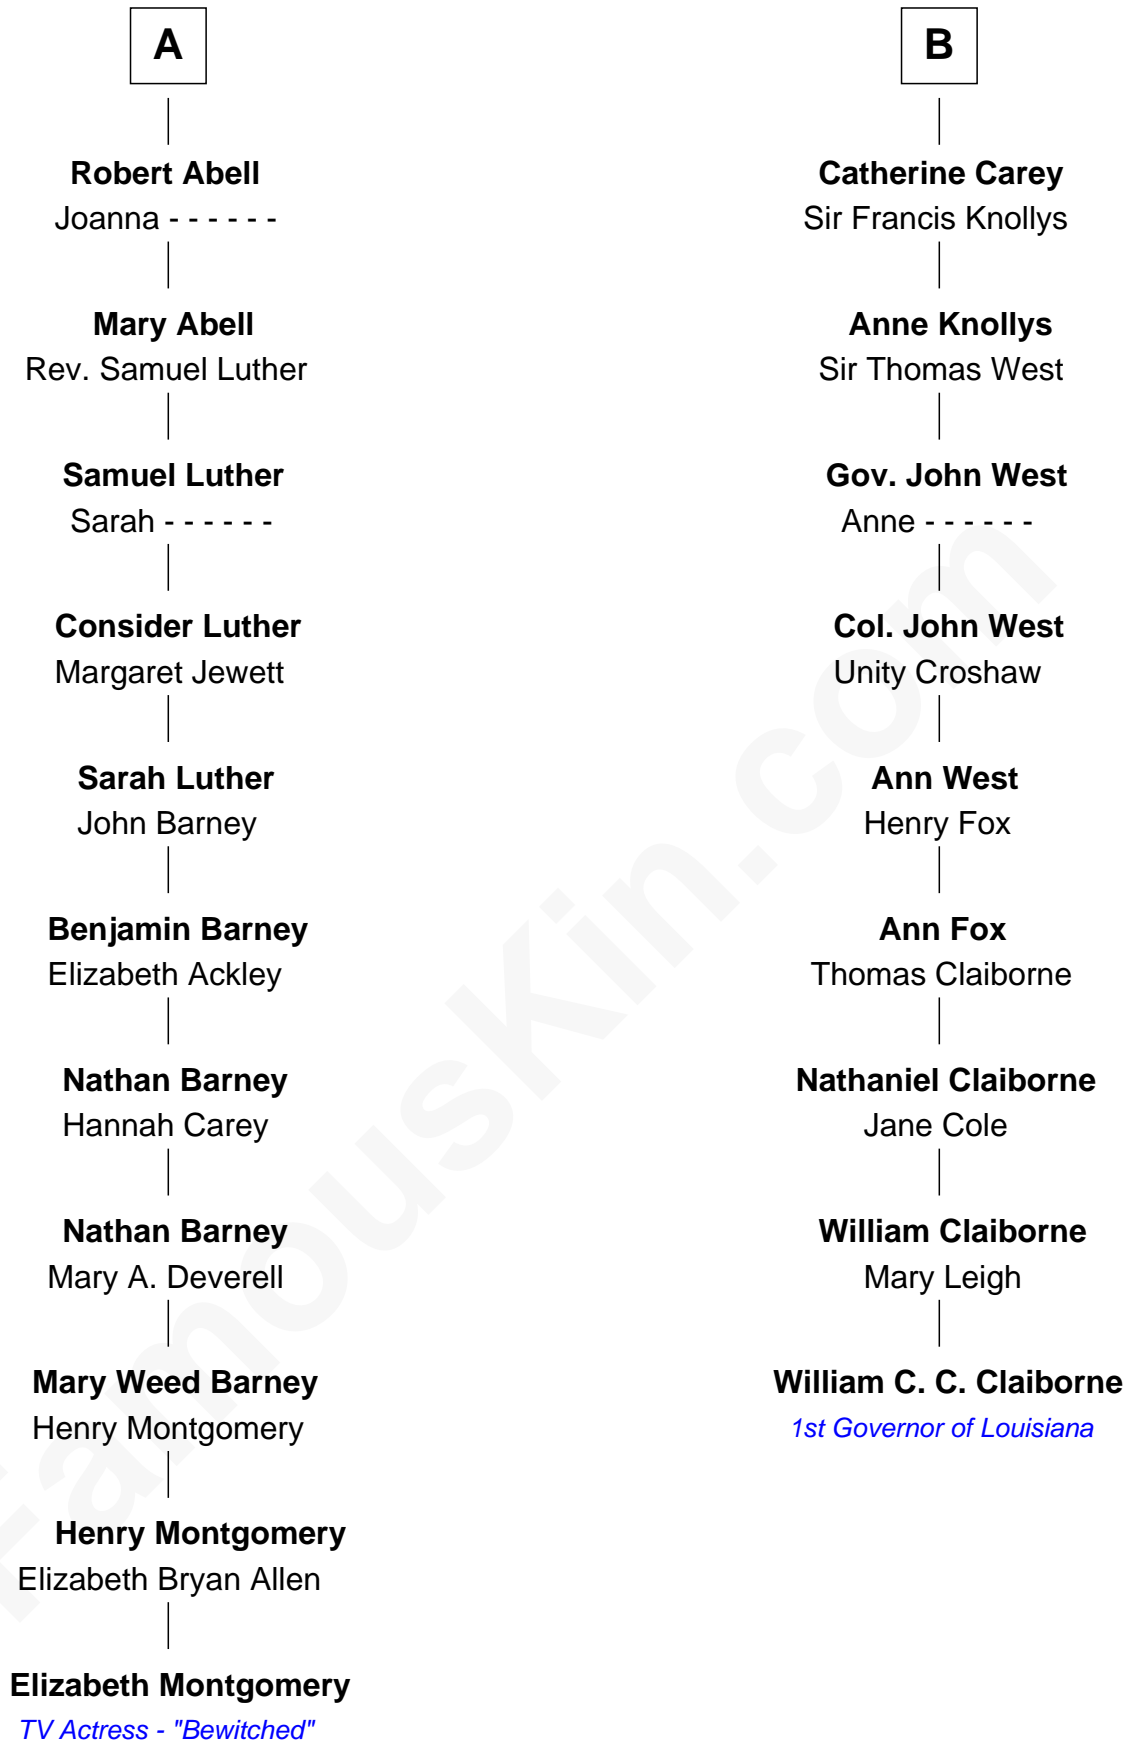 A
Robert Abell
Joanna - - - - - -
Mary Abell
Rev. Samuel Luther
Samuel Luther
Sarah - - - - - -
Consider Luther
Margaret Jewett
Sarah Luther
John Barney
Benjamin Barney
Elizabeth Ackley
Nathan Barney
Hannah Carey
Nathan Barney
Mary A. Deverell
Mary Weed Barney
Henry Montgomery
Henry Montgomery
Elizabeth Bryan Allen
Elizabeth Montgomery
TV Actress - "Bewitched"
B
Catherine Carey
Sir Francis Knollys
Anne Knollys
Sir Thomas West
Gov. John West
Anne - - - - - -
Col. John West
Unity Croshaw
Ann West
Henry Fox
Ann Fox
Thomas Claiborne
Nathaniel Claiborne
Jane Cole
William Claiborne
Mary Leigh
William C. C. Claiborne
1st Governor of Louisiana
FamousKin.com